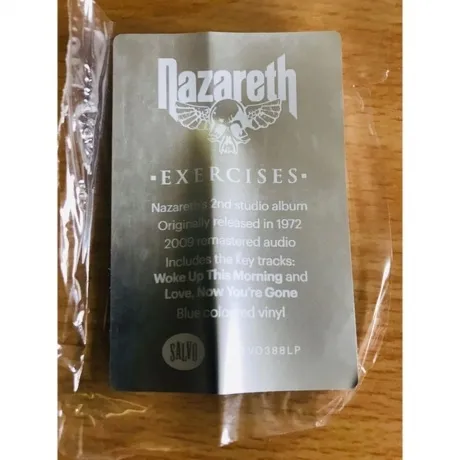 Nazareth
·EXERCISES·
Nazareth's 2nd studio album
Originally released in 1972
2009 remastered audio
Includes the key tracks:
Woke Up This Morning and
Love, Now You're Gone
Blue coloured vinyl
SALVO
388LP